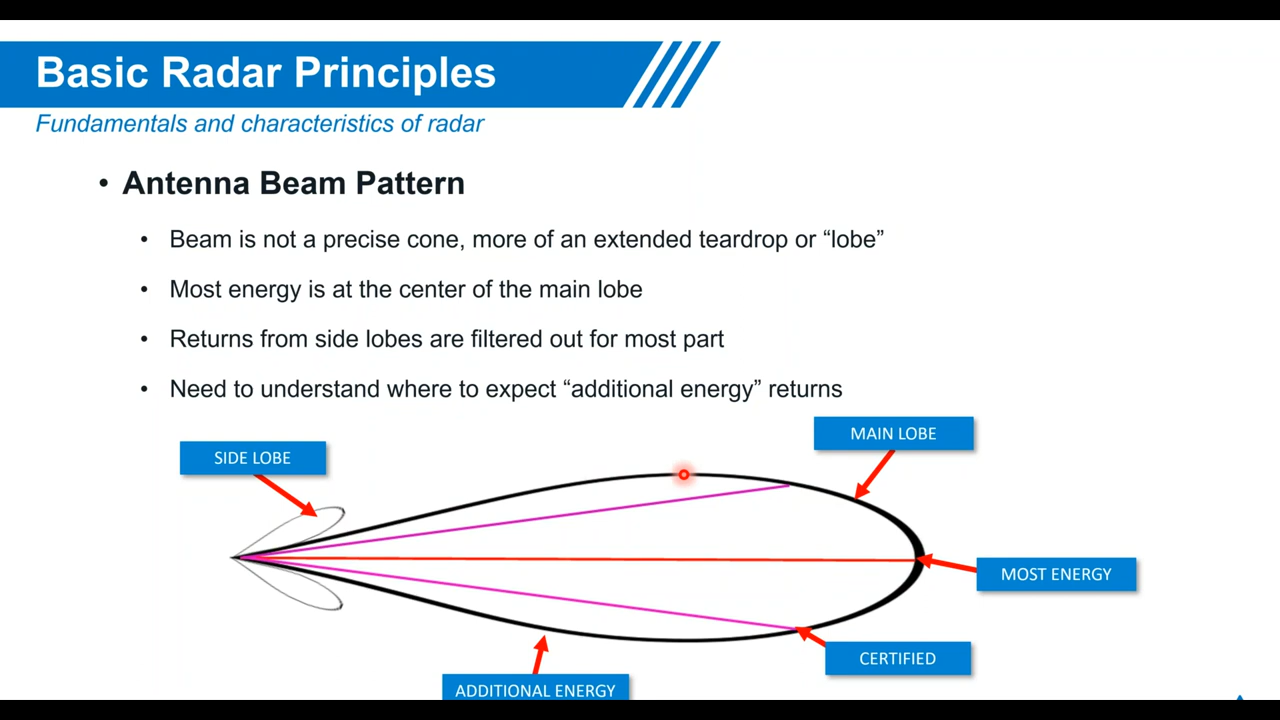 Basic Radar Principles
Fundamentals and characteristics of radar
• Antenna Beam Pattern
• Beam is not a precise cone, more of an extended teardrop or “lobe”
• Most energy is at the center of the main lobe
• Returns from side lobes are filtered out for most part
• Need to understand where to expect “additional energy” returns
MAIN LOBE
SIDE LOBE
MOST ENERGY
CERTIFIED
ADDITIONAL ENERGY